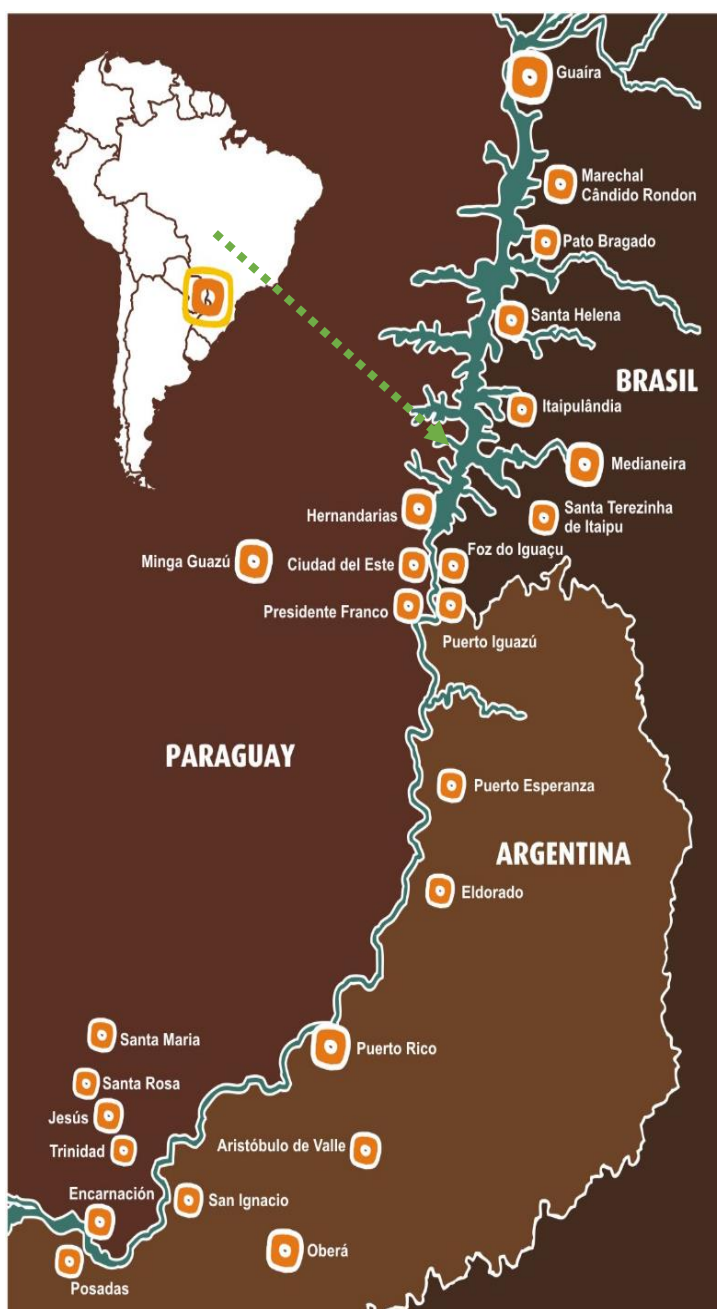 Guaíra
Marechal
Cândido Rondon
Pato Bragado
Santa Helena
BRASIL
Itaipulândia
Medianeira
Hernandarias
Santa Terezinha
de Itaipu
Minga Guazú
Ciudad del Este
Foz do Iguaçu
Presidente Franco
Puerto Iguazú
PARAGUAY
Puerto Esperanza
ARGENTINA
Eldorado
Santa Maria
Puerto Rico
Santa Rosa
Jesús
Trinidad
Aristóbulo de Valle
Encarnación
San Ignacio
Oberá
Posadas